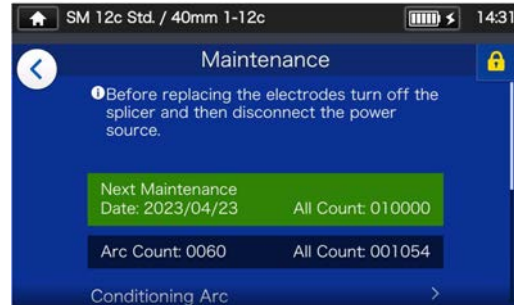 SM 12c Std. / 40mm 1-12c 14:31
Maintenance
Before replacing the electrodes turn off the
splicer and then disconnect the power
source.
Next Maintenance
Date: 2023/04/23 All Count: 010000
Arc Count: 0060 All Count: 001054
Conditioning Arc